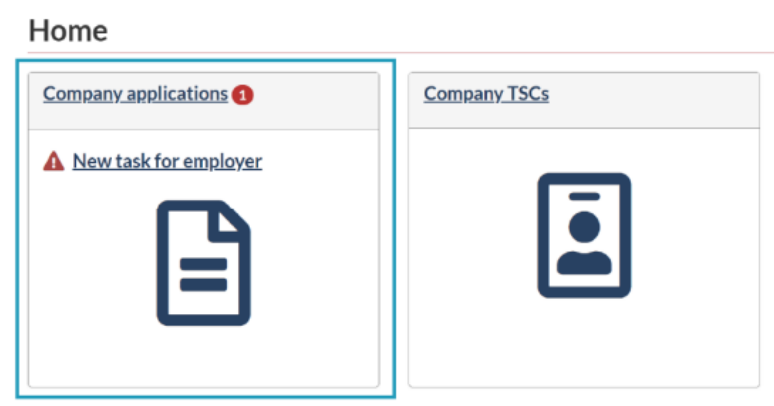 Home
Company applications 1
Company TSCs
New task for employer